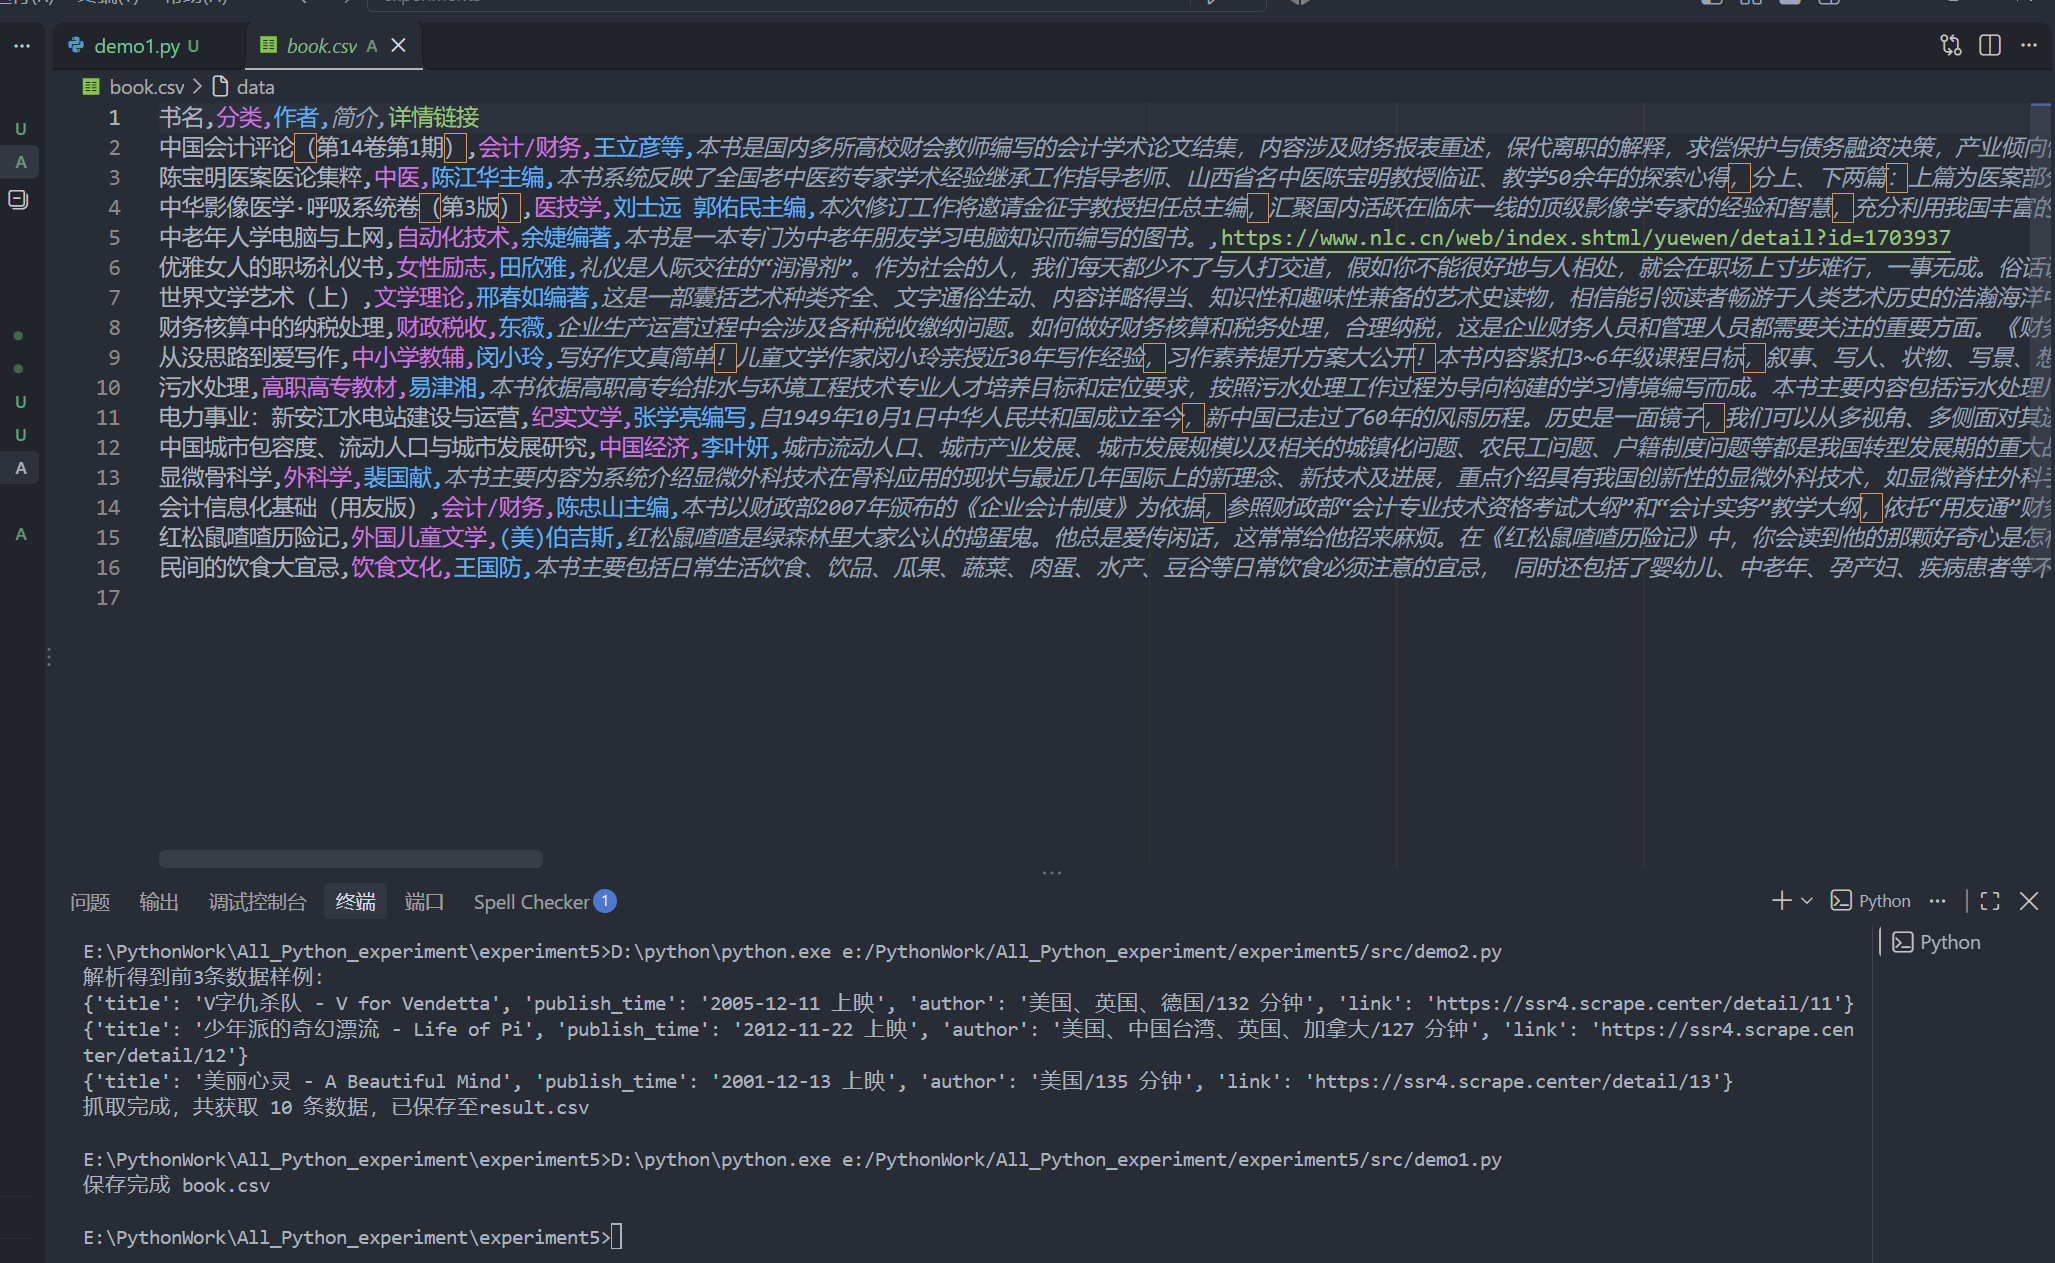 demo1.py U
book.csv A
book.csv > data
1 书名,分类,作者,简介,详情链接
2 中国会计评论（第14卷第1期）,会计/财务,王立彦等,本书是国内多所高校财会教师编写的会计学术论文结集，内容涉及财务报表重述，保代离职的解释，求偿保护与债务融资决策，产业倾向
3 陈宝明医案医论集粹,中医,陈江华主编,本书系统反映了全国老中医药专家学术经验继承工作指导老师、山西省名中医陈宝明教授临证、教学50余年的探索心得，分上、下两篇：上篇为医案部
4 中华影像医学·呼吸系统卷（第3版）,医技学,刘士远 郭佑民主编,本次修订工作将邀请金征宇教授担任总主编，汇聚国内活跃在临床一线的顶级影像学专家的经验和智慧，充分利用我国丰富的
5 中老年人学电脑与上网,自动化技术,余婕编著,本书是一本专门为中老年朋友学习电脑知识而编写的图书。,https://www.nlc.cn/web/index.shtml/yuewen/detail?id=1703937
6 优雅女人的职场礼仪书,女性励志,田欣雅,礼仪是人际交往的“润滑剂”。作为社会的人，我们每天都少不了与人打交道，假如你不能很好地与人相处，就会在职场上寸步难行，一事无成。俗话
7 世界文学艺术（上）,文学理论,邢春如编著,这是一部囊括艺术种类齐全、文字通俗生动、内容详略得当、知识性和趣味性兼备的艺术史读物，相信能引领读者畅游于人类艺术历史的浩瀚海洋
8 财务核算中的纳税处理,财政税收,东薇,企业生产运营过程中会涉及各种税收缴纳问题。如何做好财务核算和税务处理，合理纳税，这是企业财务人员和管理人员都需要关注的重要方面。《财
9 从没思路到爱写作,中小学教辅,闵小玲,写好作文真简单！儿童文学作家闵小玲亲授近30年写作经验，习作素养提升方案大公开！本书内容紧扣3~6年级课程目标，叙事、写人、状物、写景、想
10 污水处理,高职高专教材,易津湘,本书依据高职高专给排水与环境工程技术专业人才培养目标和定位要求，按照污水处理工作过程为导向构建的学习情境编写而成。本书主要内容包括污水处理
11 电力事业：新安江水电站建设与运营,纪实文学,张学亮编写,自1949年10月1日中华人民共和国成立至今，新中国已走过了60年的风雨历程。历史是一面镜子，我们可以从多视角、多侧面对其
12 中国城市包容度、流动人口与城市发展研究,中国经济,李叶妍,城市流动人口、城市产业发展、城市发展规模以及相关的城镇化问题、农民工问题、户籍制度问题等都是我国转型发展期的重大
13 显微骨科学,外科学,裴国献,本书主要内容为系统介绍显微外科技术在骨科应用的现状与最近几年国际上的新理念、新技术及进展，重点介绍具有我国创新性的显微外科技术，如显微脊柱外科
14 会计信息化基础（用友版）,会计/财务,陈忠山主编,本书以财政部2007年颁布的《企业会计制度》为依据，参照财政部“会计专业技术资格考试大纲”和“会计实务”教学大纲，依托“用友通”财
15 红松鼠喳喳历险记,外国儿童文学,(美)伯吉斯,红松鼠喳喳是绿森林里大家公认的捣蛋鬼。他总是爱传闲话，这常常给他招来麻烦。在《红松鼠喳喳历险记》中，你会读到他的那颗好奇心是怎
16 民间的饮食大宜忌,饮食文化,王国防,本书主要包括日常生活饮食、饮品、瓜果、蔬菜、肉蛋、水产、豆谷等日常饮食必须注意的宜忌， 同时还包括了婴幼儿、中老年、孕产妇、疾病患者等不
17
U
A
U
U
A
A
问题 输出 调试控制台 终端 端口 Spell Checker 1
Python
Python
E:\PythonWork\All_Python_experiment\experiment5>D:\python\python.exe e:/PythonWork/All_Python_experiment/experiment5/src/demo2.py
解析得到前3条数据样例：
{'title': 'V字仇杀队 - V for Vendetta', 'publish_time': '2005-12-11 上映', 'author': '美国、英国、德国/132 分钟', 'link': 'https://ssr4.scrape.center/detail/11'}
{'title': '少年派的奇幻漂流 - Life of Pi', 'publish_time': '2012-11-22 上映', 'author': '美国、中国台湾、英国、加拿大/127 分钟', 'link': 'https://ssr4.scrape.cen
ter/detail/12'}
{'title': '美丽心灵 - A Beautiful Mind', 'publish_time': '2001-12-13 上映', 'author': '美国/135 分钟', 'link': 'https://ssr4.scrape.center/detail/13'}
抓取完成，共获取 10 条数据，已保存至result.csv
E:\PythonWork\All_Python_experiment\experiment5>D:\python\python.exe e:/PythonWork/All_Python_experiment/experiment5/src/demo1.py
保存完成 book.csv
E:\PythonWork\All_Python_experiment\experiment5>